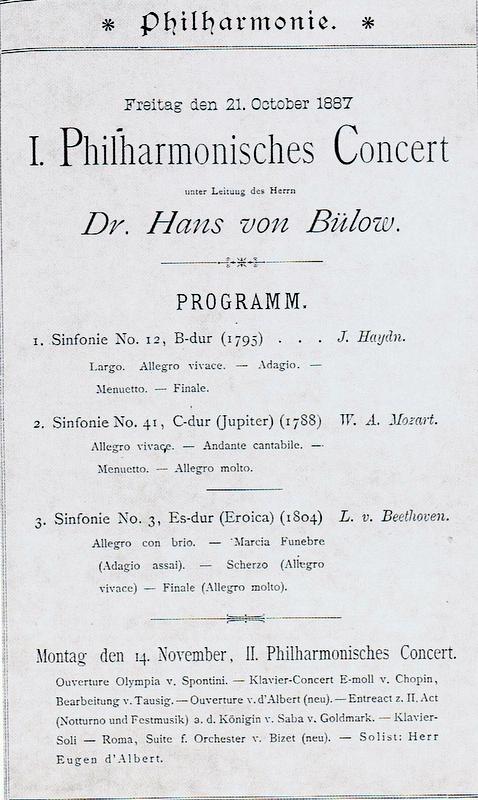 * Philharmonie. *
Freitag den 21. October 1887
I. Philharmonisches Concert
unter Leitung des Herrn
Dr. Hans von Bülow.
PROGRAMM.
1. Sinfonie No. 12, B-dur (1795) . . . J. Haydn.
Largo. Allegro vivace. — Adagio. —
Menuetto. — Finale.
2. Sinfonie No. 41, C-dur (Jupiter) (1788) W. A. Mozart.
Allegro vivace. — Andante cantabile. —
Menuetto. — Allegro molto.
3. Sinfonie No. 3, Es-dur (Eroica) (1804) L. v. Beethoven.
Allegro con brio. — Marcia Funebre
(Adagio assai). — Scherzo (Allegro
vivace) — Finale (Allegro molto).
Montag den 14. November, II. Philharmonisches Concert.
Ouverture Olympia v. Spontini. — Klavier-Concert E-moll v. Chopin,
Bearbeitung v. Tausig. — Ouverture v. d'Albert (neu). — Entreact z. II. Act
(Notturno und Festmusik) a. d. Königin v. Saba v. Goldmark. — Klavier-
Soli — Roma, Suite f. Orchester v. Bizet (neu). — Solist: Herr
Eugen d'Albert.